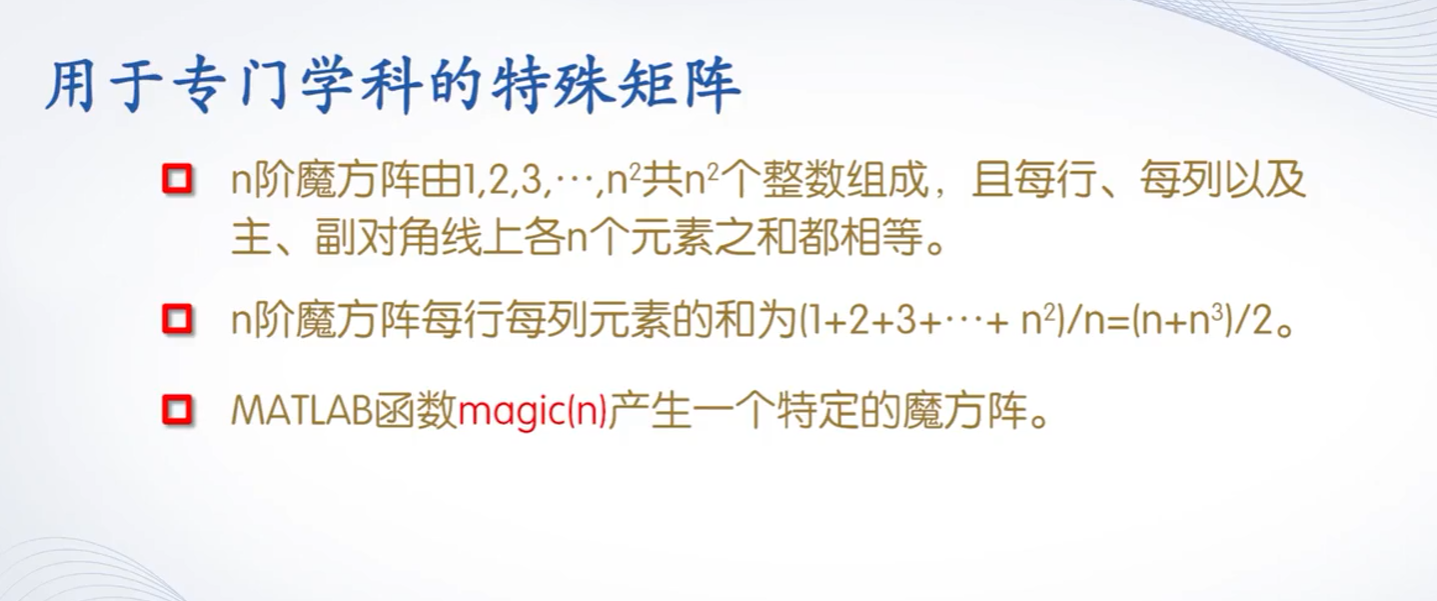 用于专门学科的特殊矩阵
n阶魔方阵由1,2,3,⋯,n²共n²个整数组成，且每行、每列以及
主、副对角线上各n个元素之和都相等。
n阶魔方阵每行每列元素的和为(1+2+3+⋯+ n²)/n=(n+n³)/2。
MATLAB函数magic(n)产生一个特定的魔方阵。